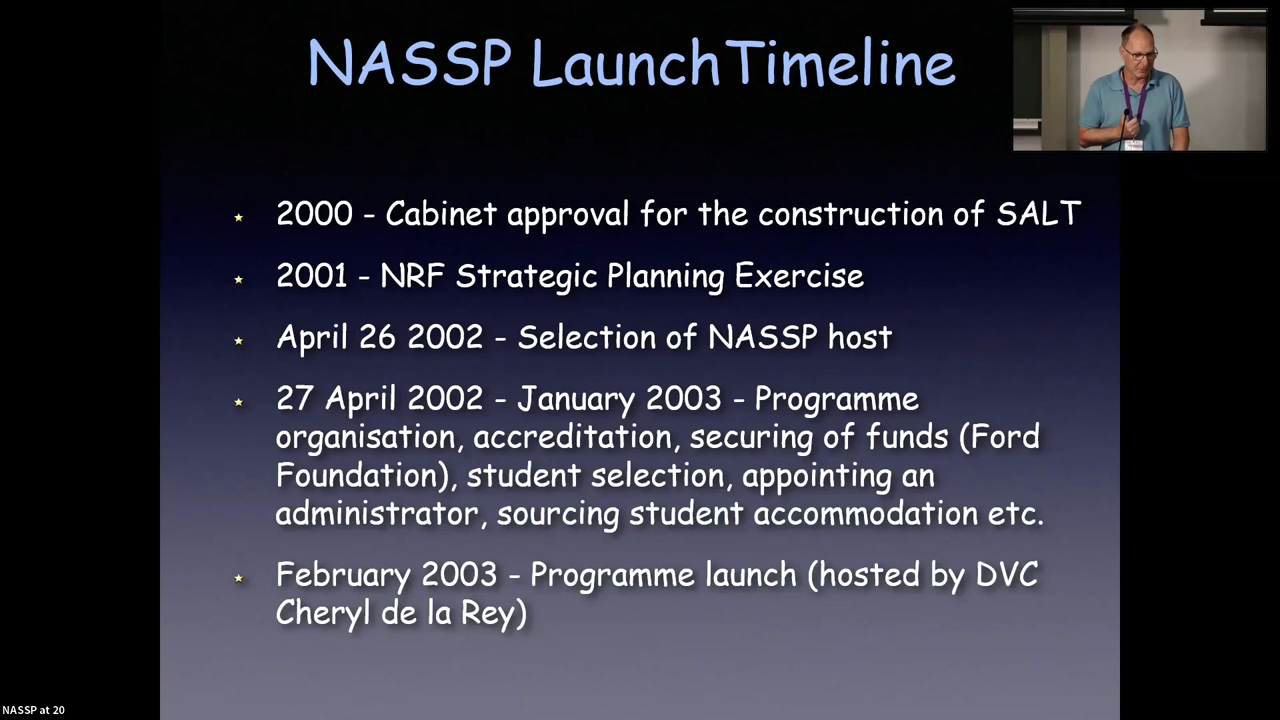 NASSP LaunchTimeline
2000 - Cabinet approval for the construction of SALT
2001 - NRF Strategic Planning Exercise
April 26 2002 - Selection of NASSP host
27 April 2002 - January 2003 - Programme
organisation, accreditation, securing of funds (Ford
Foundation), student selection, appointing an
administrator, sourcing student accommodation etc.
February 2003 - Programme launch (hosted by DVC
Cheryl de la Rey)
NASSP at 20